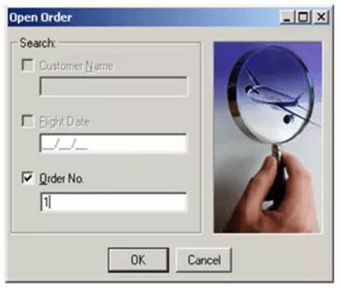 Open Order
Search:
Customer Name
Flight Date
__/__/__
Order No.
1
OK
Cancel